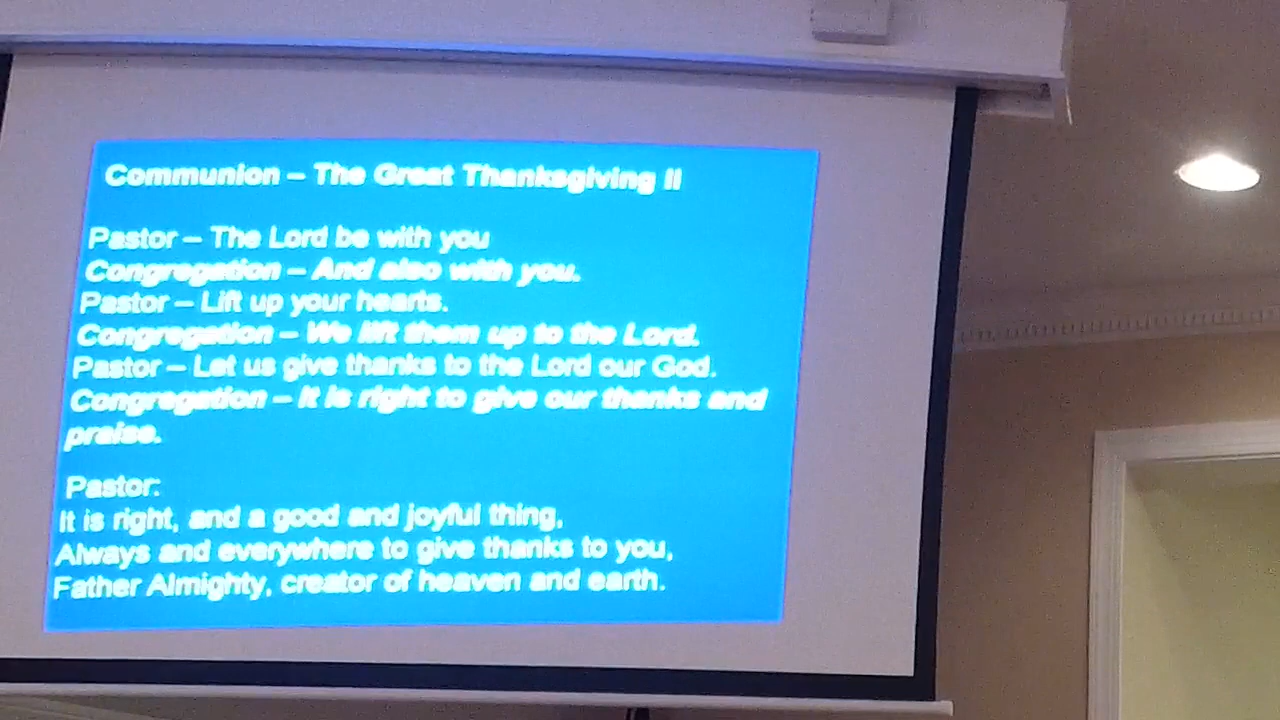 Communion – The Great Thanksgiving II
Pastor – The Lord be with you
Congregation – And also with you.
Pastor – Lift up your hearts.
Congregation – We lift them up to the Lord.
Pastor – Let us give thanks to the Lord our God.
Congregation – It is right to give our thanks and
praise.
Pastor:
It is right, and a good and joyful thing,
Always and everywhere to give thanks to you,
Father Almighty, creator of heaven and earth.